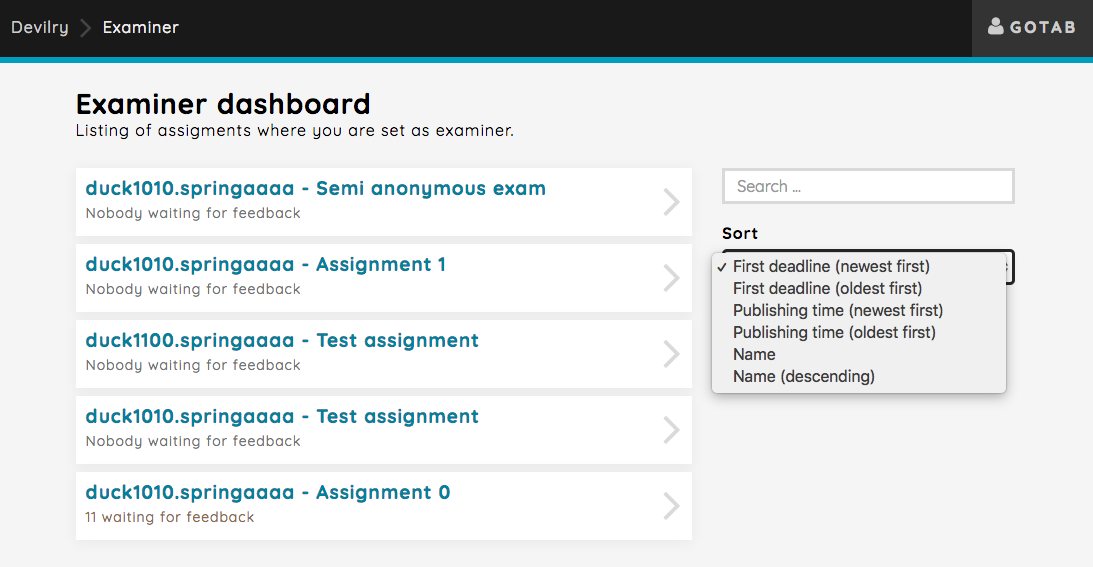 Devilry Examiner GOTAB
Examiner dashboard
Listing of assigments where you are set as examiner.
duck1010.springaaaa - Semi anonymous exam
Nobody waiting for feedback
duck1010.springaaaa - Assignment 1
Nobody waiting for feedback
duck1100.springaaaa - Test assignment
Nobody waiting for feedback
duck1010.springaaaa - Test assignment
Nobody waiting for feedback
duck1010.springaaaa - Assignment 0
11 waiting for feedback
Search ...
Sort
✓ First deadline (newest first)
First deadline (oldest first)
Publishing time (newest first)
Publishing time (oldest first)
Name
Name (descending)